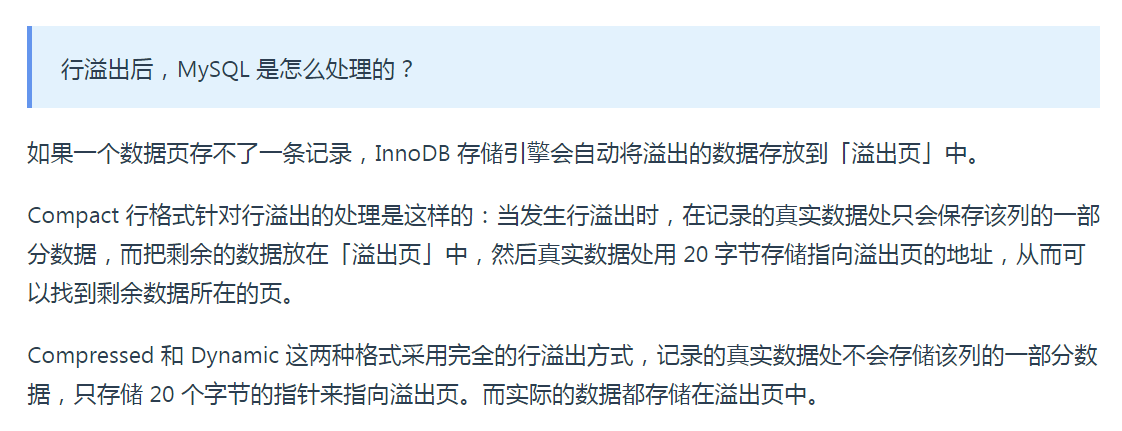 行溢出后，MySQL 是怎么处理的？
如果一个数据页存不了一条记录，InnoDB 存储引擎会自动将溢出的数据存放到「溢出页」中。
Compact 行格式针对行溢出的处理是这样的：当发生行溢出时，在记录的真实数据处只会保存该列的一部
分数据，而把剩余的数据放在「溢出页」中，然后真实数据处用 20 字节存储指向溢出页的地址，从而可
以找到剩余数据所在的页。
Compressed 和 Dynamic 这两种格式采用完全的行溢出方式，记录的真实数据处不会存储该列的一部分数
据，只存储 20 个字节的指针来指向溢出页。而实际的数据都存储在溢出页中。